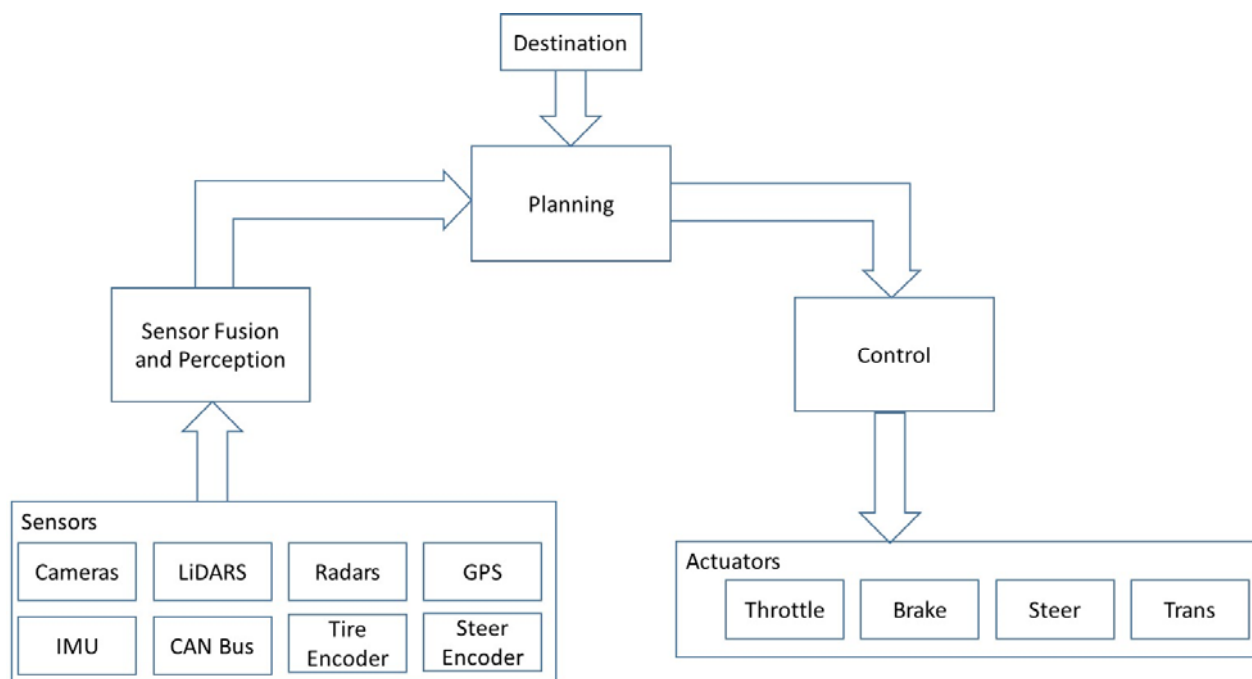 Destination
Planning
Sensor Fusion
and Perception
Control
Sensors
Cameras
LiDARS
Radars
GPS
IMU
CAN Bus
Tire
Encoder
Steer
Encoder
Actuators
Throttle
Brake
Steer
Trans